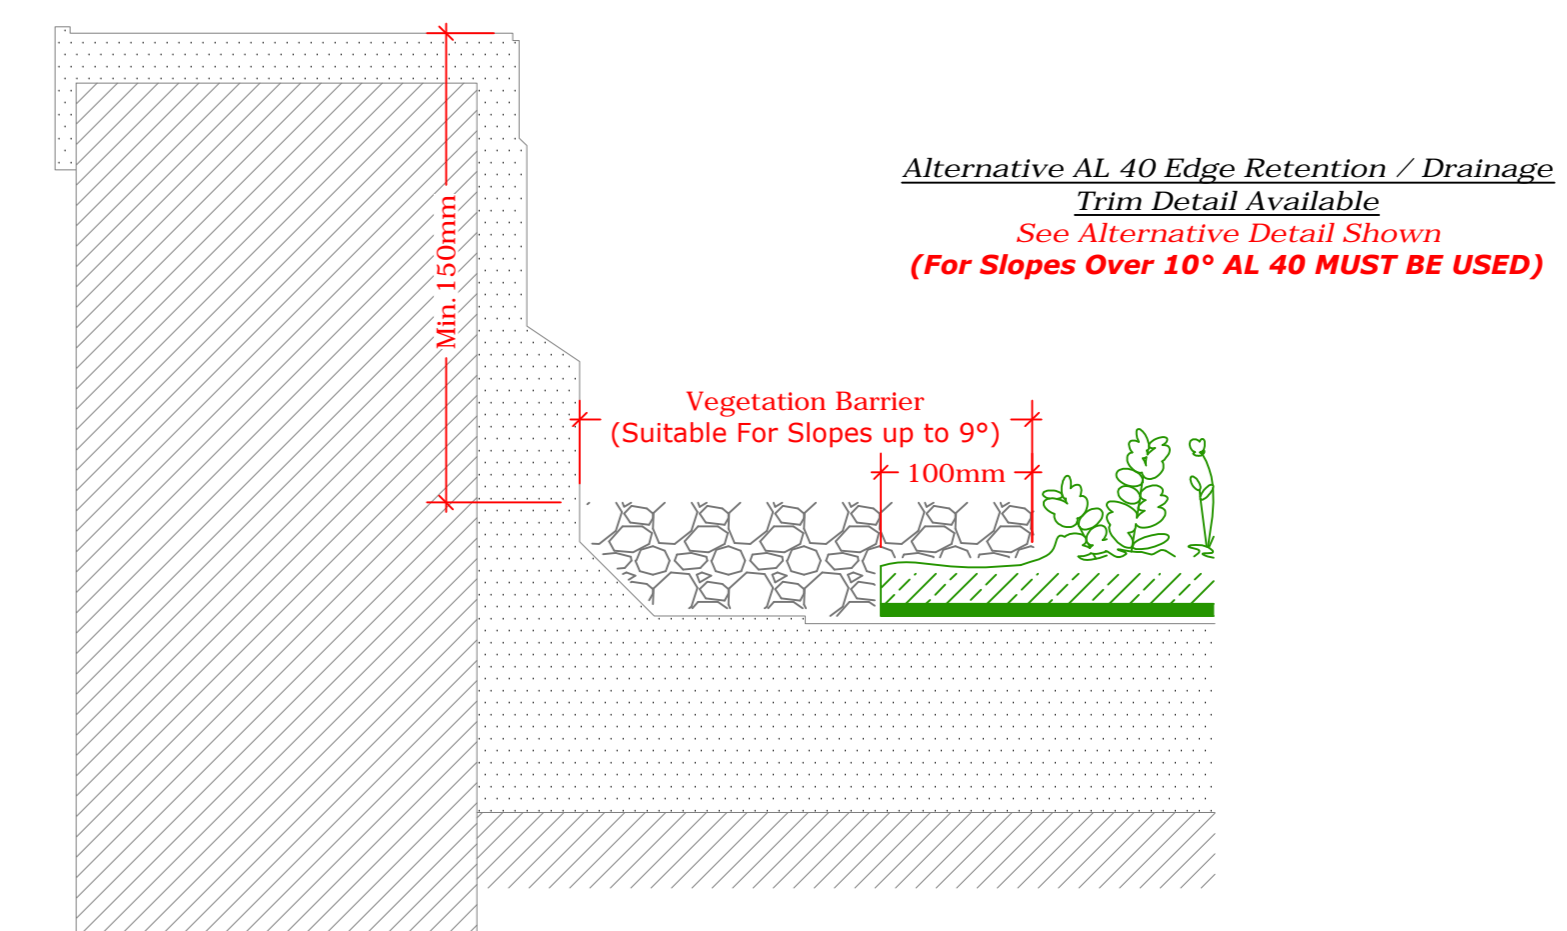 Alternative AL 40 Edge Retention / Drainage
Trim Detail Available
See Alternative Detail Shown
(For Slopes Over 10° AL 40 MUST BE USED)
Min.150mm
Vegetation Barrier
(Suitable For Slopes up to 9°)
100mm